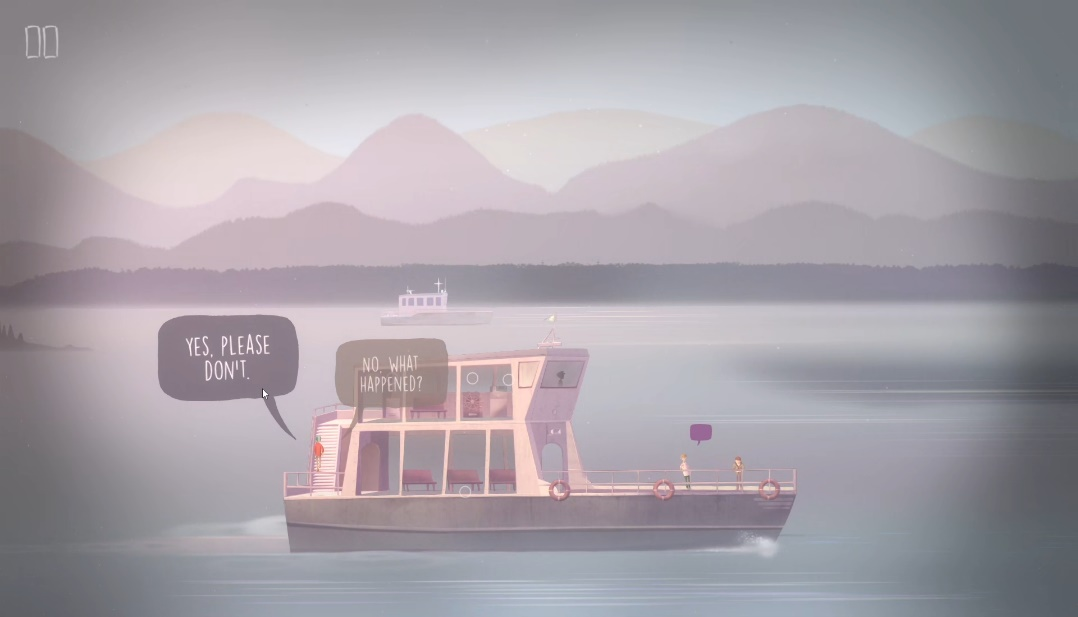 YES, PLEASE
DON'T.
NO, WHAT
HAPPENED?